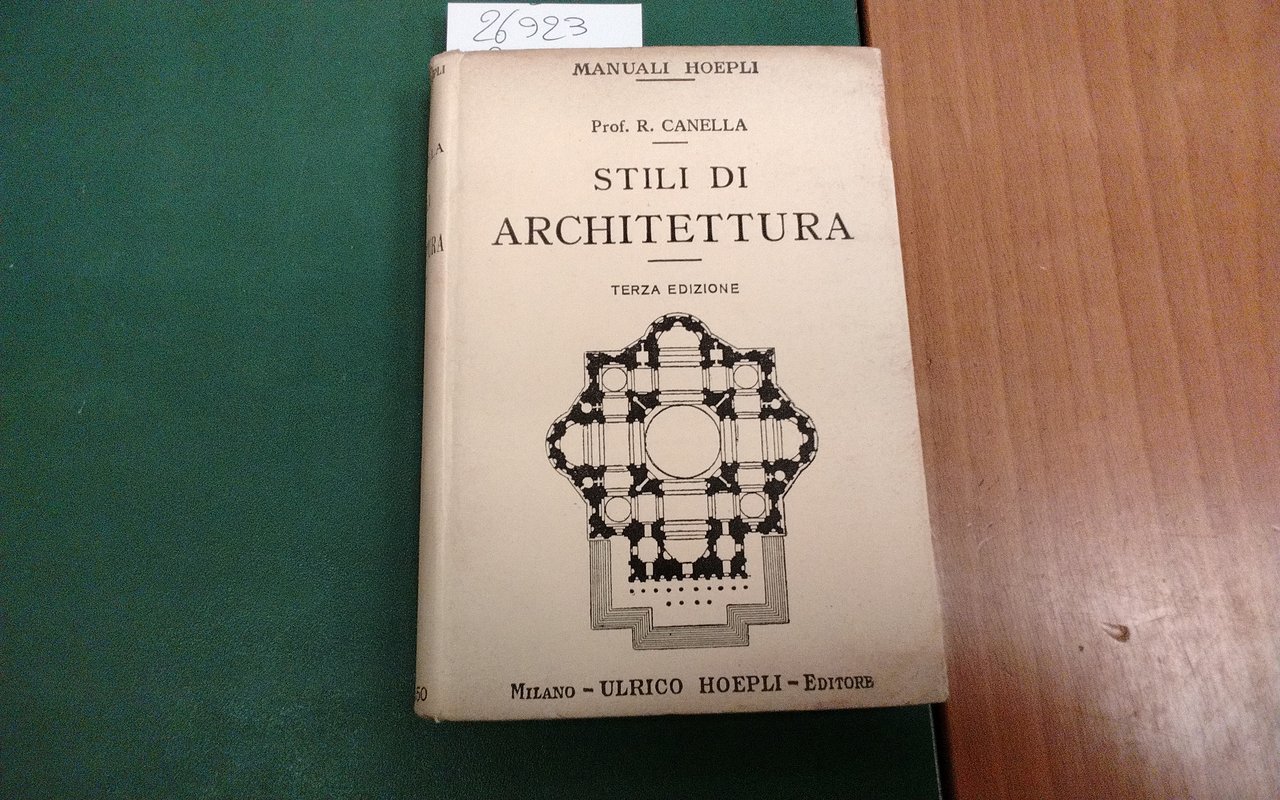 26923
MANUALI HOEPLI
Prof. R. CANELLA
STILI DI
ARCHITETTURA
TERZA EDIZIONE
MILANO – ULRICO HOEPLI – EDITORE